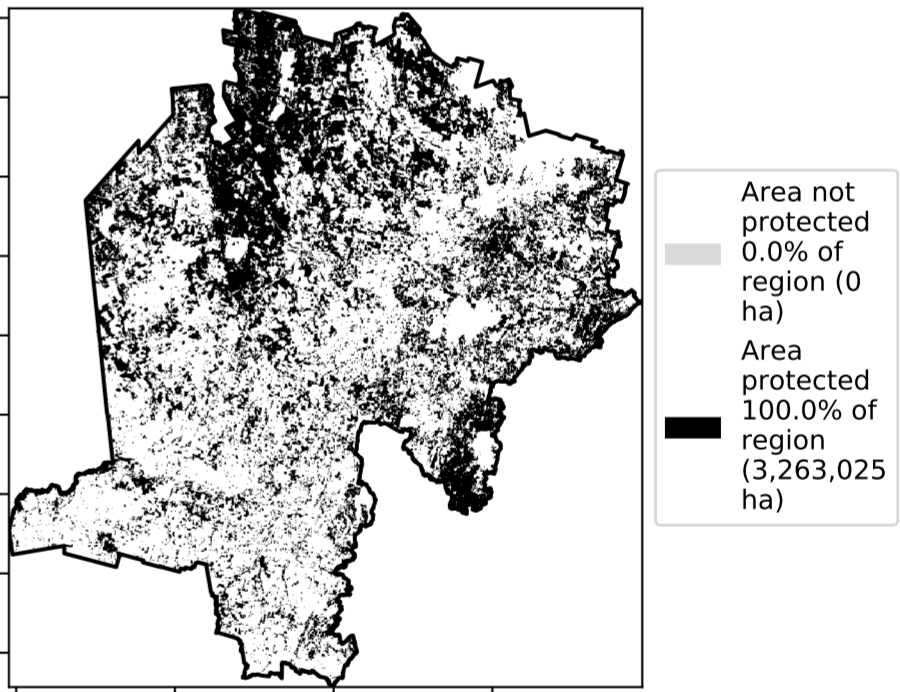 Area not
protected
0.0% of
region (0
ha)
Area
protected
100.0% of
region
(3,263,025
ha)